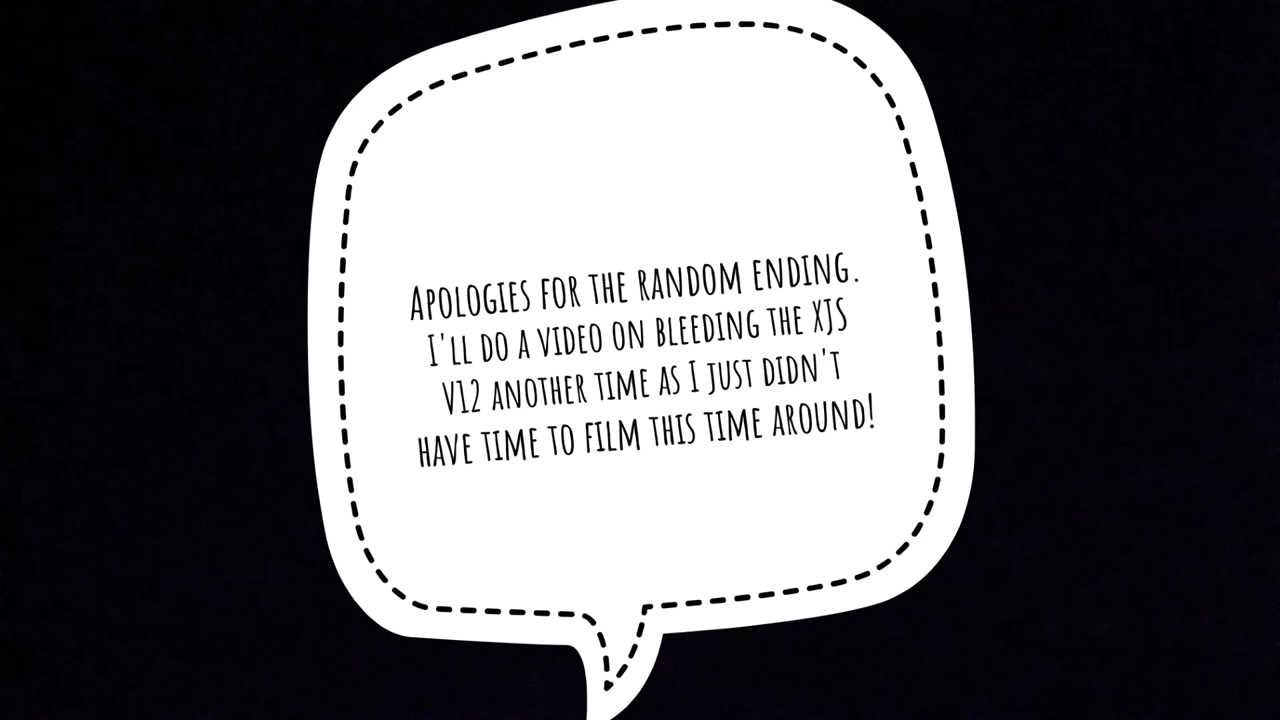 Apologies for the random ending.
I'll do a video on bleeding the XJS
V12 another time as I just didn't
have time to film this time around!